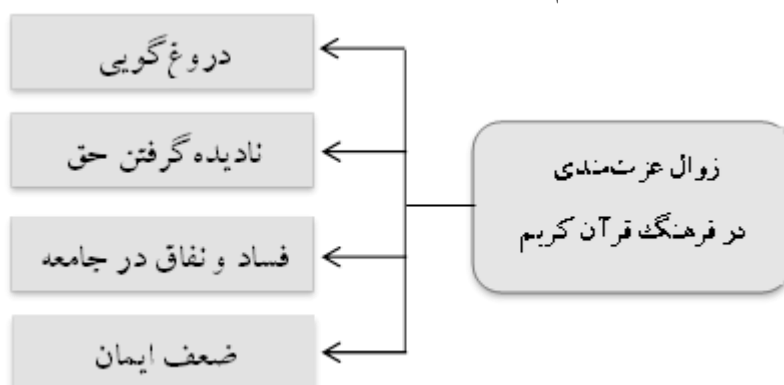 زوال عزت‌مندی
در فرهنگ قرآن کریم
دروغ‌گویی
نادیده گرفتن حق
فساد و نفاق در جامعه
ضعف ایمان